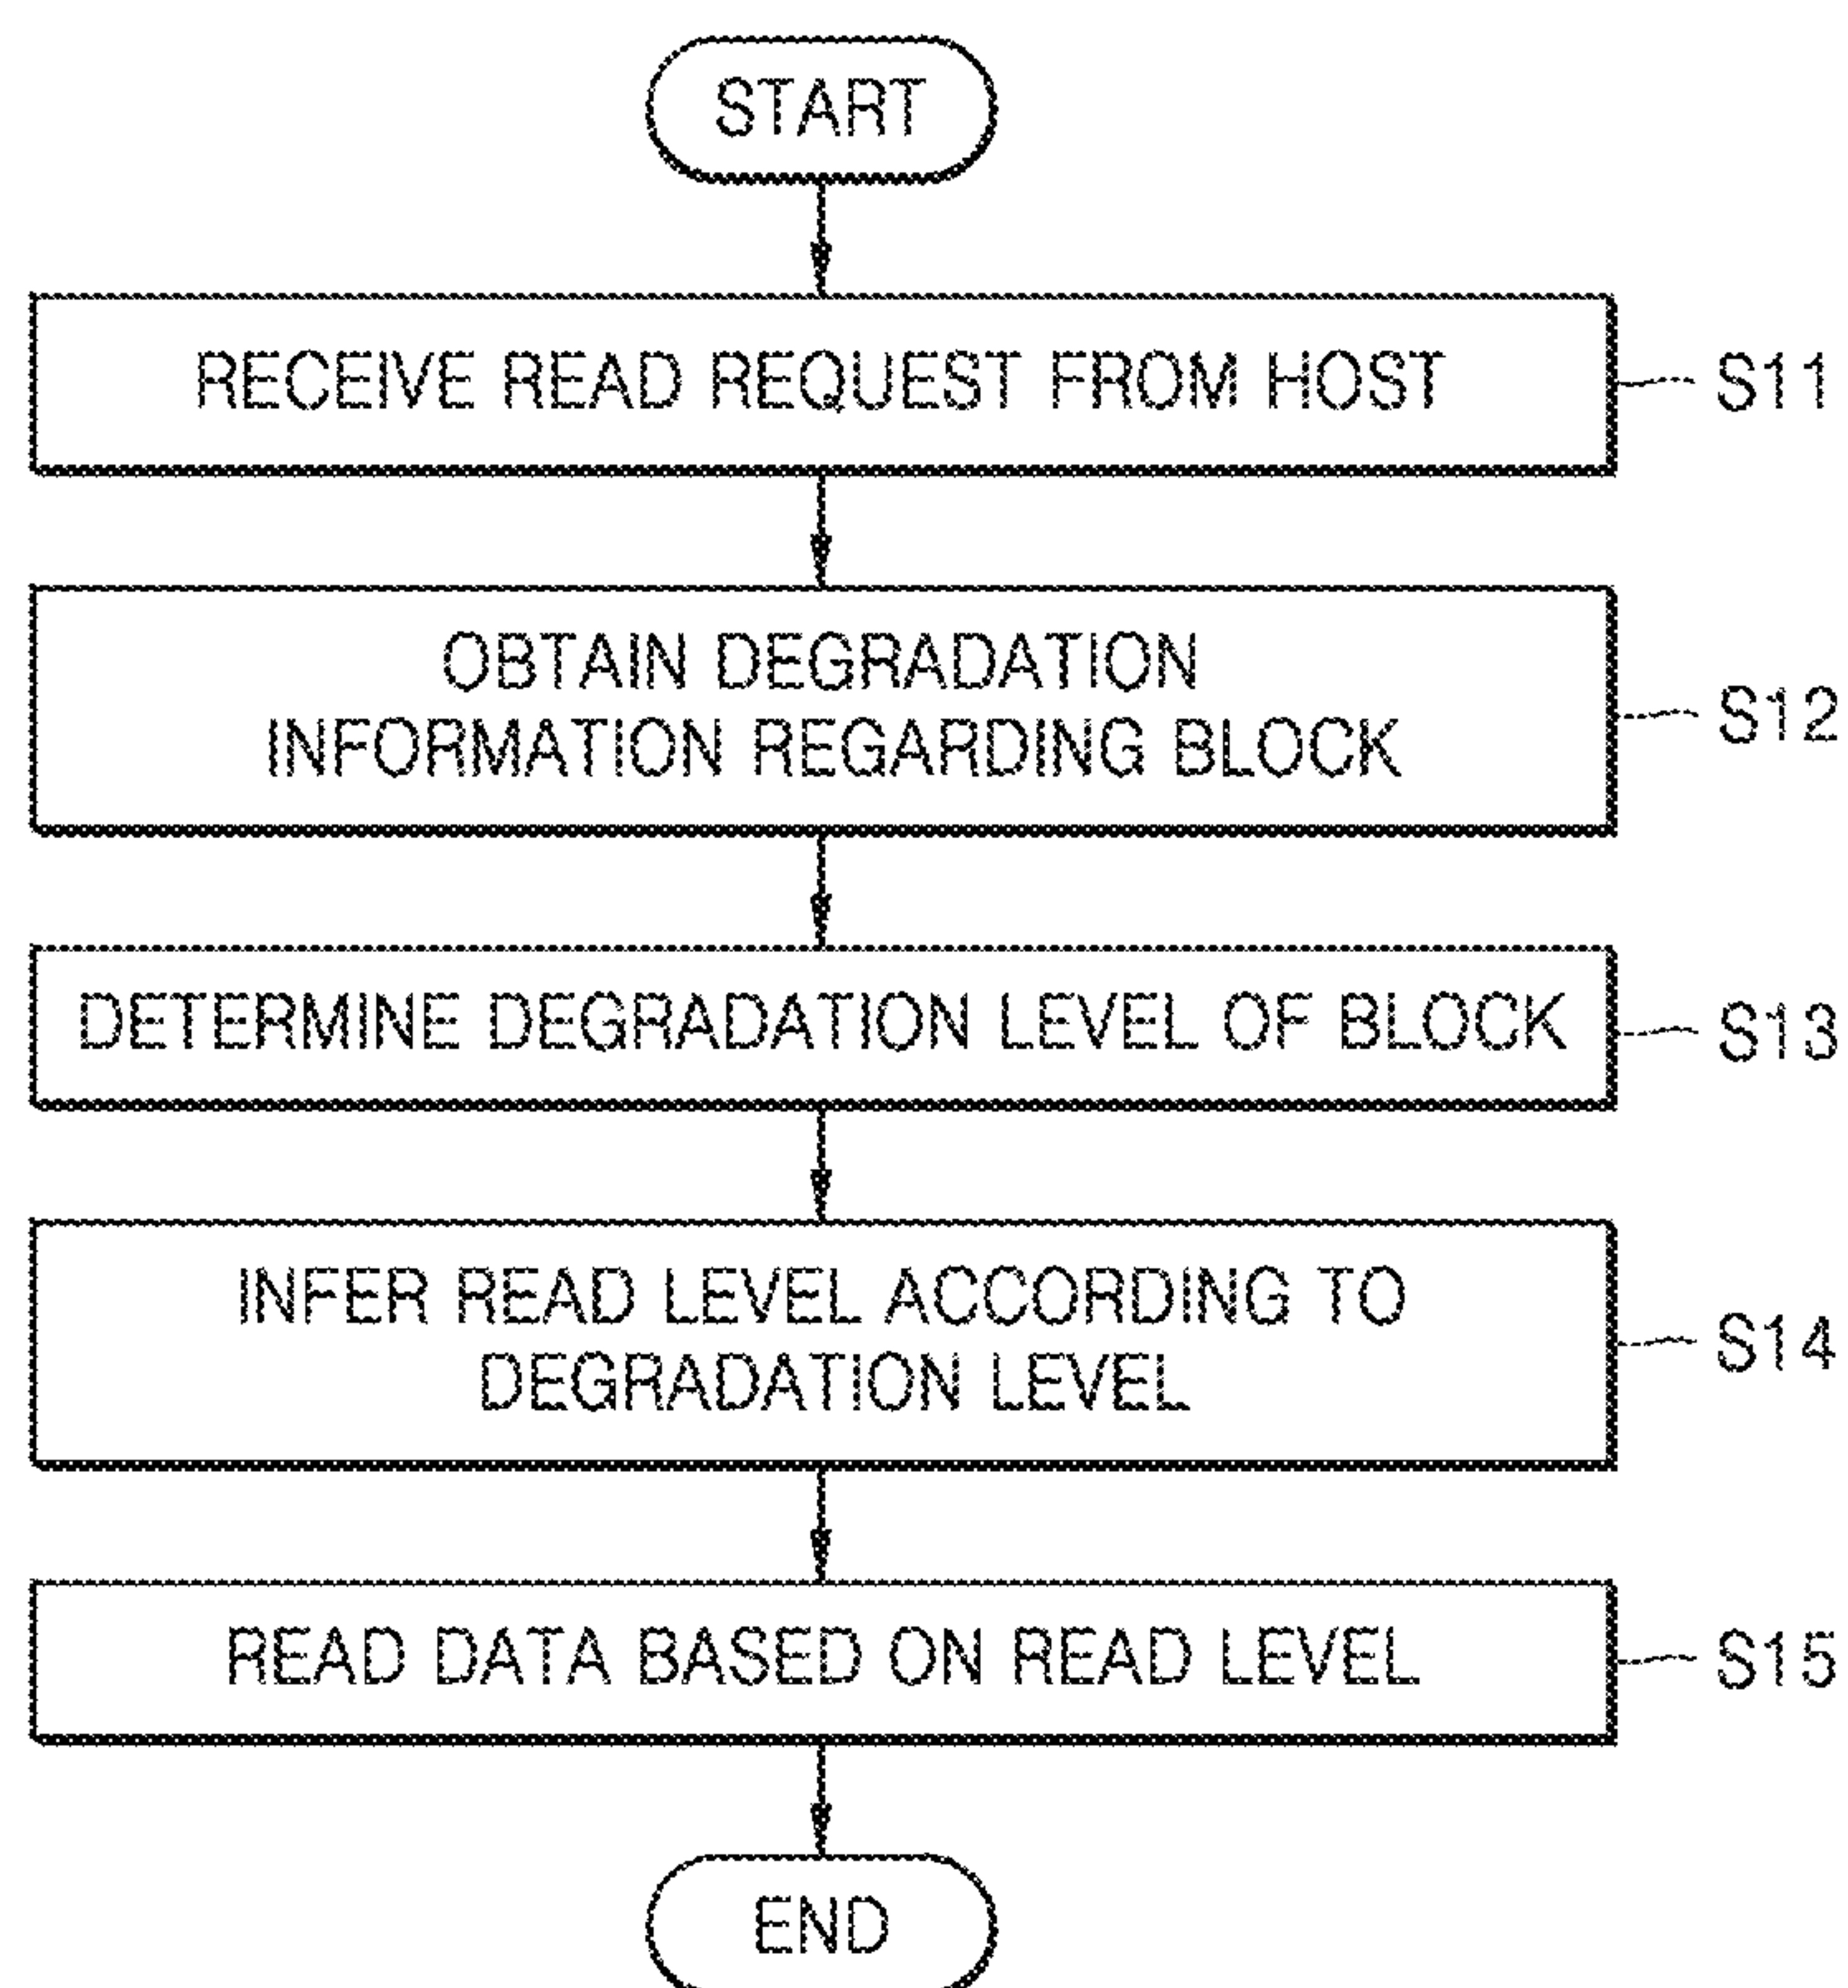 START
RECEIVE READ REQUEST FROM HOST
S11
OBTAIN DEGRADATION
INFORMATION REGARDING BLOCK
S12
DETERMINE DEGRADATION LEVEL OF BLOCK
S13
INFER READ LEVEL ACCORDING TO
DEGRADATION LEVEL
S14
READ DATA BASED ON READ LEVEL
S15
END